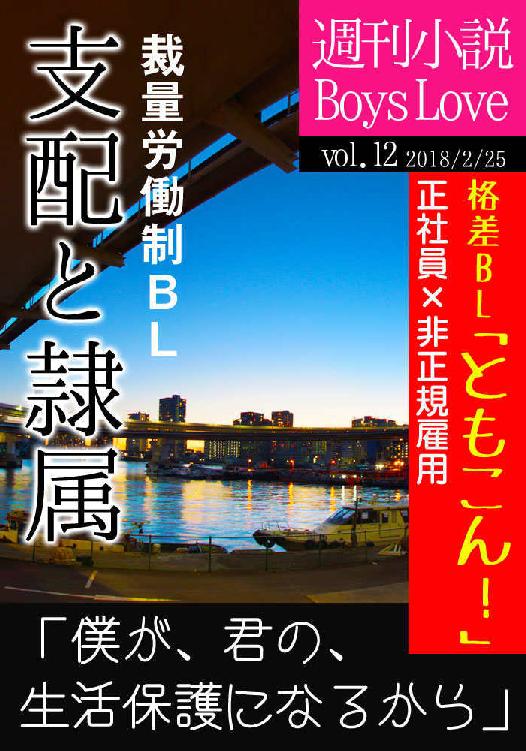 週刊小説
Boys Love
vol. 12 2018/2/25
格差BL「ともこん!」
正社員×非正規雇用
裁量労働制BL
支配と隷属
「僕が、君の、
生活保護になるから」